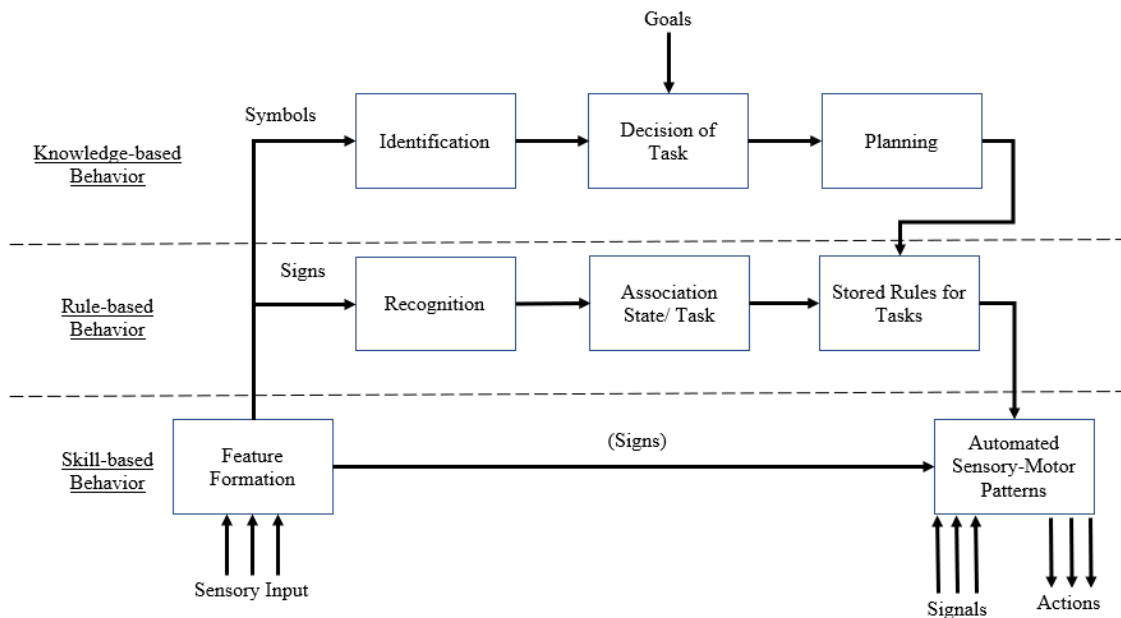 Goals
Symbols
Knowledge-based
Behavior
Identification
Decision of
Task
Planning
Signs
Rule-based
Behavior
Recognition
Association
State/ Task
Stored Rules for
Tasks
Skill-based
Behavior
Feature
Formation
(Signs)
Automated
Sensory-Motor
Patterns
Sensory Input
Signals
Actions